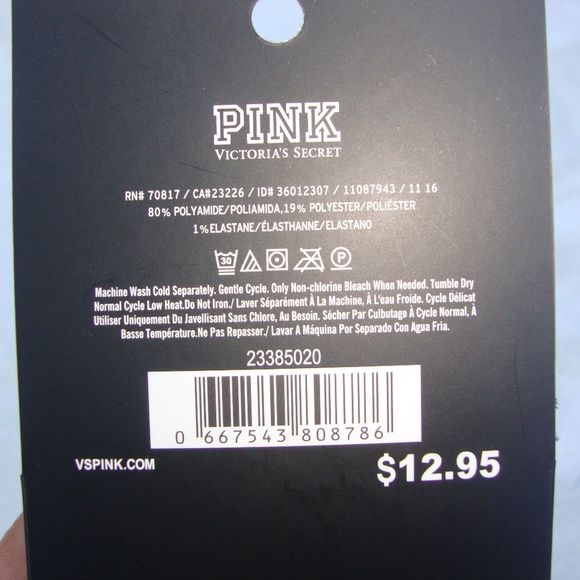 PINK
VICTORIA'S SECRET
RN# 70817 / CA#23226 / ID# 36012307 / 11087943 / 11 16
80% POLYAMIDE/POLIAMIDA,19% POLYESTER/POLIÉSTER
1%ELASTANE/ÉLASTHANNE/ELASTANO
30 P
Machine Wash Cold Separately. Gentle Cycle. Only Non-chlorine Bleach When Needed. Tumble Dry
Normal Cycle Low Heat.Do Not Iron./ Laver Séparément À La Machine, À L'eau Froide. Cycle Délicat
Utiliser Uniquement Du Javellisant Sans Chlore, Au Besoin. Sécher Par Culbutage À Cycle Normal, À
Basse Température.Ne Pas Repasser./ Lavar A Máquina Por Separado Con Agua Fria.
23385020
0 667543 808786
VSPINK.COM
$12.95